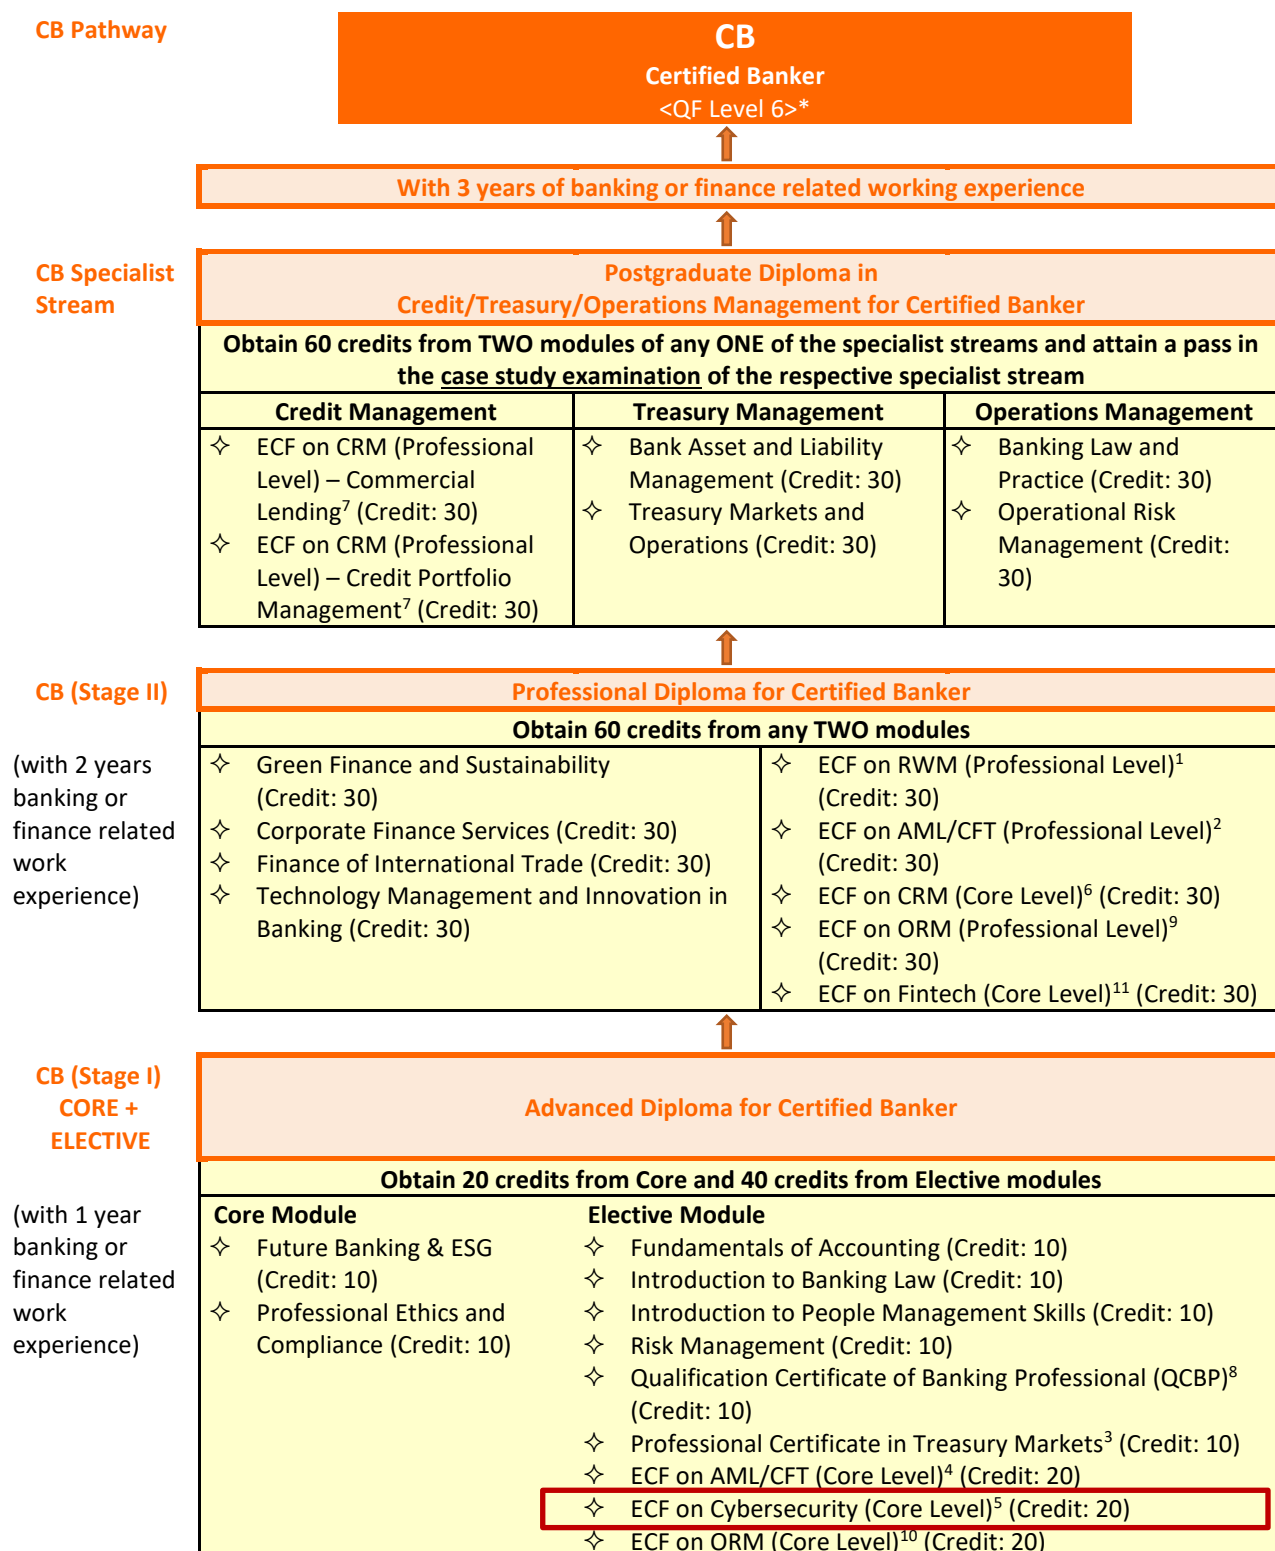 CB Pathway
CB
Certified Banker
<QF Level 6>*
With 3 years of banking or finance related working experience
CB Specialist
Stream
Postgraduate Diploma in
Credit/Treasury/Operations Management for Certified Banker
Obtain 60 credits from TWO modules of any ONE of the specialist streams and attain a pass in
the case study examination of the respective specialist stream
Credit Management
✧ ECF on CRM (Professional
Level) – Commercial
Lending⁷ (Credit: 30)
✧ ECF on CRM (Professional
Level) – Credit Portfolio
Management⁷ (Credit: 30)
Treasury Management
✧ Bank Asset and Liability
Management (Credit: 30)
✧ Treasury Markets and
Operations (Credit: 30)
Operations Management
✧ Banking Law and
Practice (Credit: 30)
✧ Operational Risk
Management (Credit:
30)
CB (Stage II)
(with 2 years
banking or
finance related
work
experience)
Professional Diploma for Certified Banker
Obtain 60 credits from any TWO modules
✧ Green Finance and Sustainability
(Credit: 30)
✧ Corporate Finance Services (Credit: 30)
✧ Finance of International Trade (Credit: 30)
✧ Technology Management and Innovation in
Banking (Credit: 30)
✧ ECF on RWM (Professional Level)¹
(Credit: 30)
✧ ECF on AML/CFT (Professional Level)²
(Credit: 30)
✧ ECF on CRM (Core Level)⁶ (Credit: 30)
✧ ECF on ORM (Professional Level)⁹
(Credit: 30)
✧ ECF on Fintech (Core Level)¹¹ (Credit: 30)
CB (Stage I)
CORE +
ELECTIVE
(with 1 year
banking or
finance related
work
experience)
Advanced Diploma for Certified Banker
Obtain 20 credits from Core and 40 credits from Elective modules
Core Module
✧ Future Banking & ESG
(Credit: 10)
✧ Professional Ethics and
Compliance (Credit: 10)
Elective Module
✧ Fundamentals of Accounting (Credit: 10)
✧ Introduction to Banking Law (Credit: 10)
✧ Introduction to People Management Skills (Credit: 10)
✧ Risk Management (Credit: 10)
✧ Qualification Certificate of Banking Professional (QCBP)⁸
(Credit: 10)
✧ Professional Certificate in Treasury Markets³ (Credit: 10)
✧ ECF on AML/CFT (Core Level)⁴ (Credit: 20)
✧ ECF on Cybersecurity (Core Level)⁵ (Credit: 20)
✧ ECF on ORM (Core Level)¹⁰ (Credit: 20)